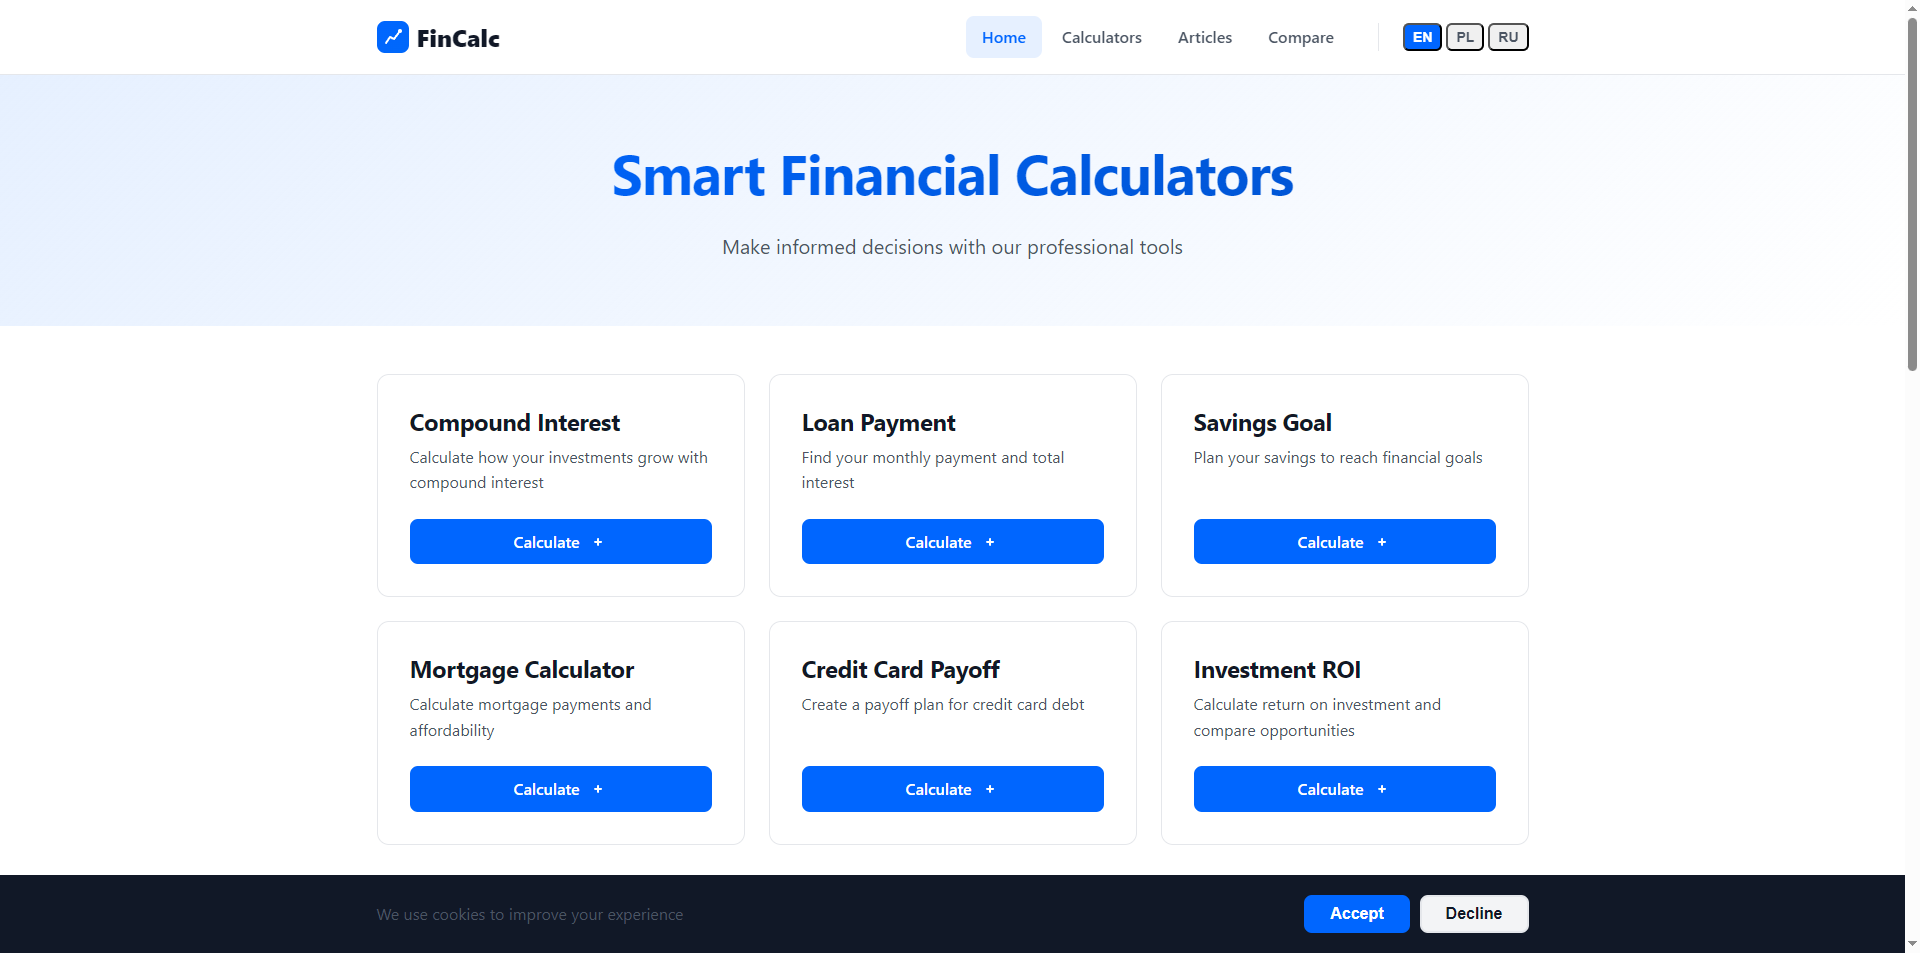 FinCalc
Home
Calculators
Articles
Compare
EN
PL
RU
Smart Financial Calculators
Make informed decisions with our professional tools
Compound Interest
Calculate how your investments grow with
compound interest
Calculate +
Loan Payment
Find your monthly payment and total
interest
Calculate +
Savings Goal
Plan your savings to reach financial goals
Calculate +
Mortgage Calculator
Calculate mortgage payments and
affordability
Calculate +
Credit Card Payoff
Create a payoff plan for credit card debt
Calculate +
Investment ROI
Calculate return on investment and
compare opportunities
Calculate +
We use cookies to improve your experience
Accept
Decline